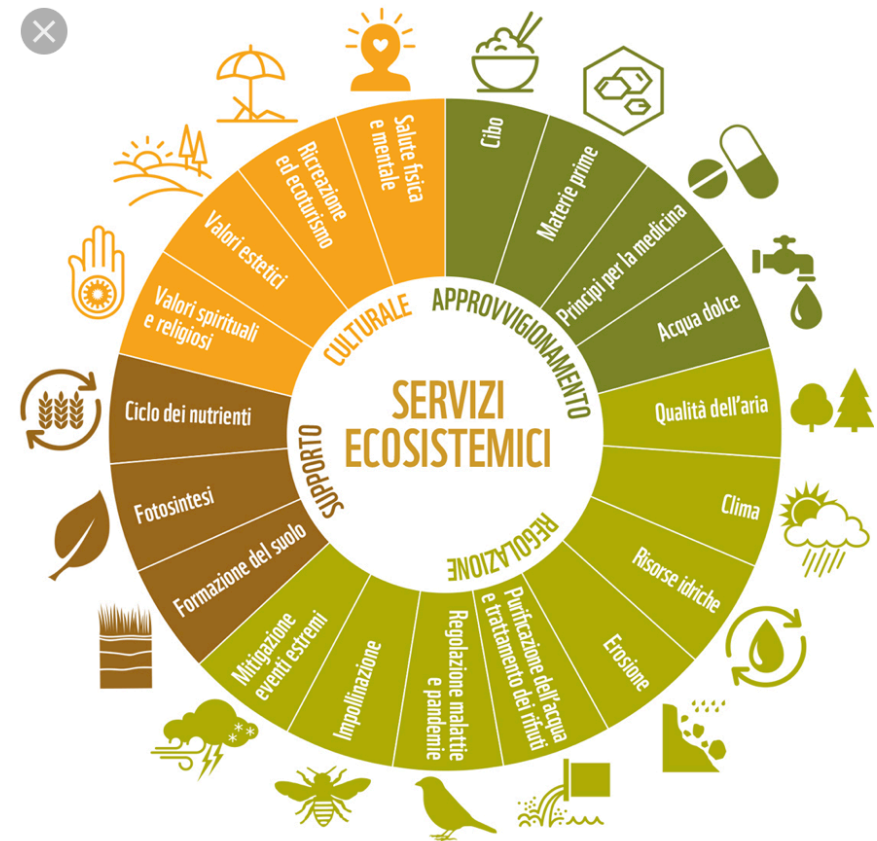 SERVIZI
ECOSISTEMICI
APPROVVIGIONAMENTO
Cibo
Materie prime
Principi per la medicina
Acqua dolce
REGOLAZIONE
Qualità dell'aria
Clima
Risorse idriche
Erosione
Purificazione dell'acqua
e trattamento dei rifiuti
Regolazione malattie
e pandemie
Impollinazione
Mitigazione
eventi estremi
SUPPORTO
Formazione del suolo
Fotosintesi
Ciclo dei nutrienti
CULTURALE
Valori spirituali
e religiosi
Valori estetici
Ricreazione
ed ecoturismo
Salute fisica
e mentale